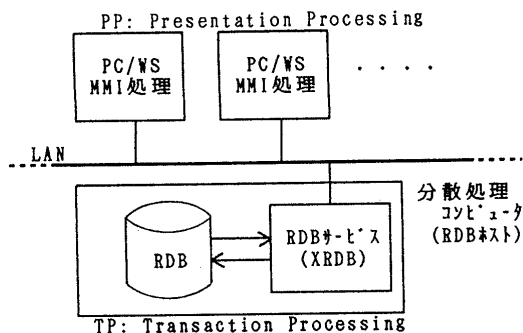 PP: Presentation Processing
PC/WS
MMI処理
PC/WS
MMI処理
. . . .
LAN
分散処理
ｺﾝﾋﾟｭｰﾀ
(RDBﾎｽﾄ)
RDB
RDBｻｰﾋﾞｽ
(XRDB)
TP: Transaction Processing